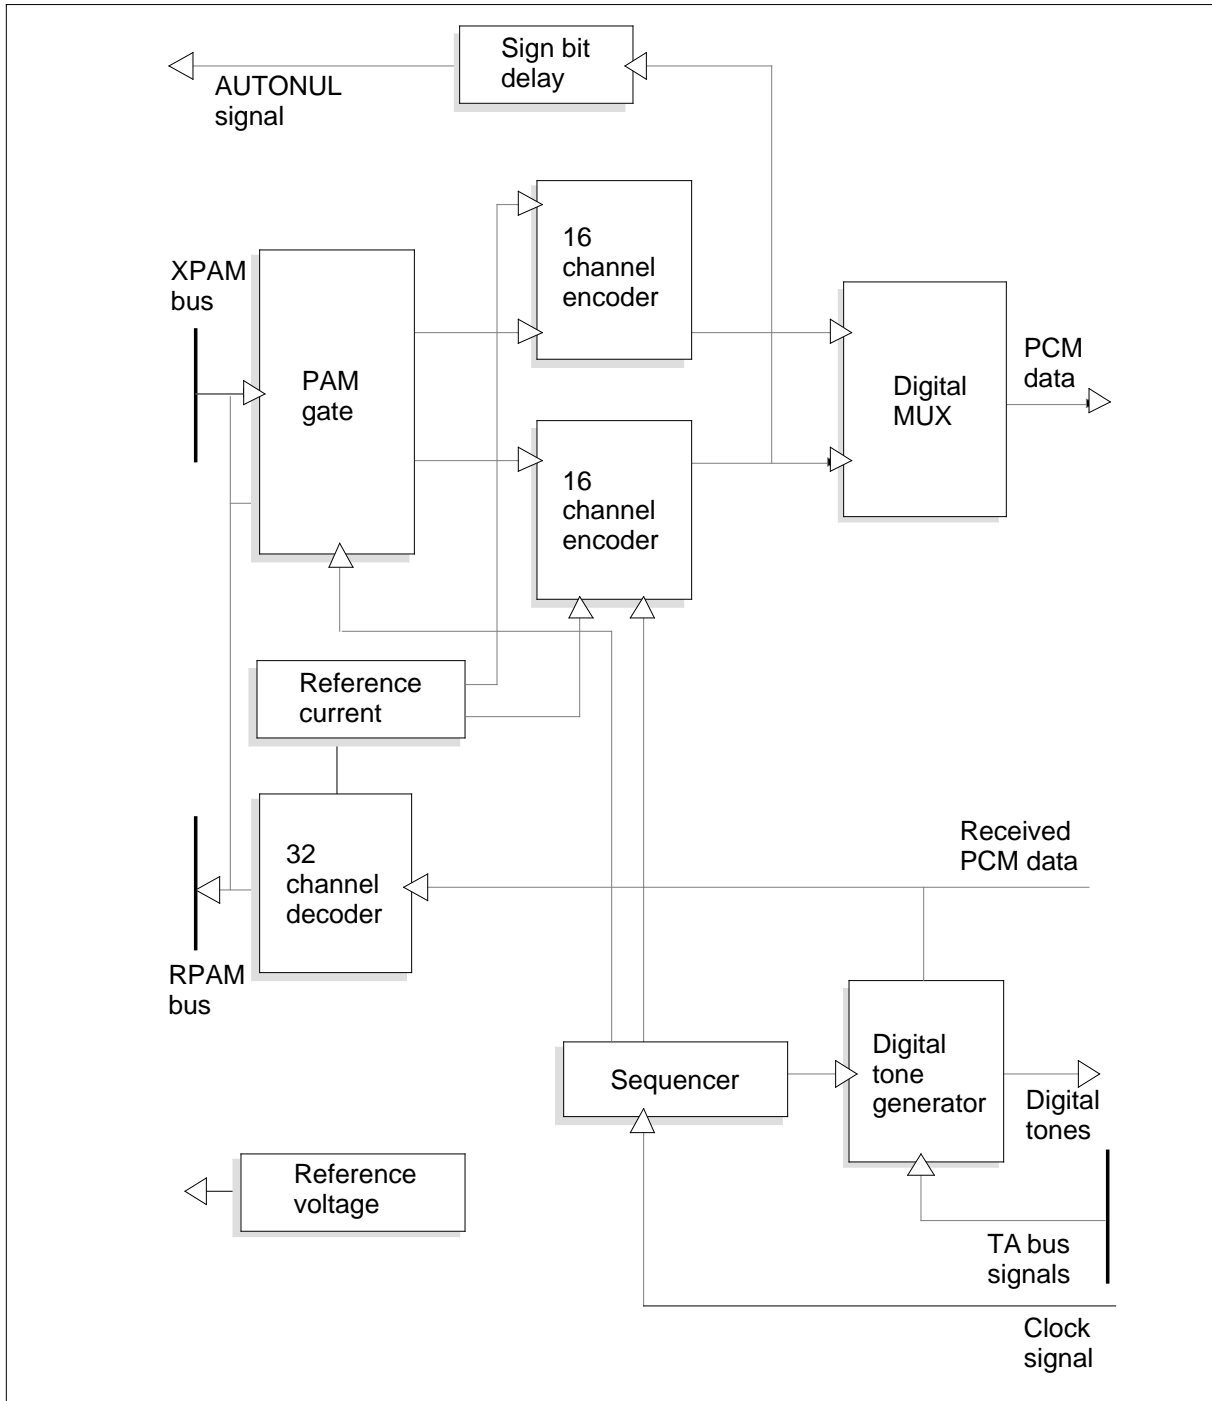 Sign bit
delay
AUTONUL
signal
16
channel
encoder
XPAM
bus
PAM
gate
PCM
data
Digital
MUX
16
channel
encoder
Reference
current
Received
PCM data
32
channel
decoder
RPAM
bus
Digital
tone
generator
Sequencer
Digital
tones
Reference
voltage
TA bus
signals
Clock
signal